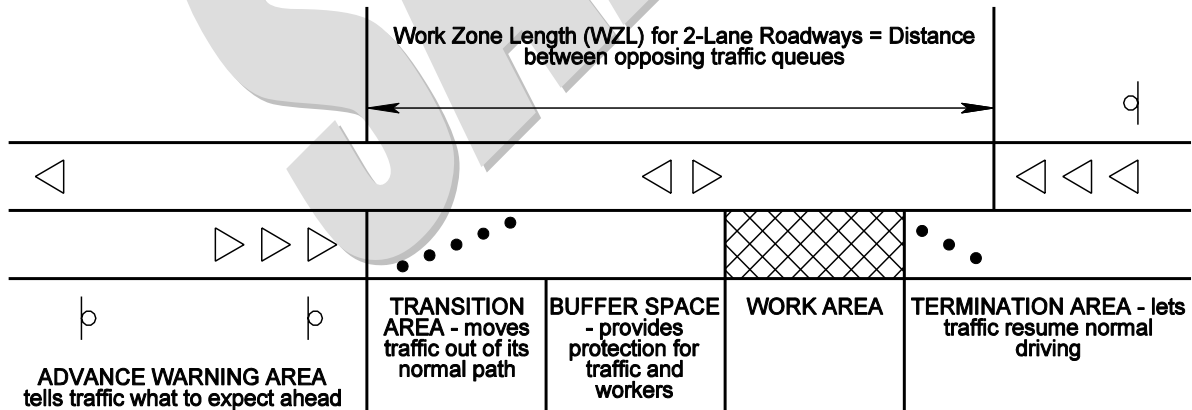 Work Zone Length (WZL) for 2-Lane Roadways = Distance
between opposing traffic queues
TRANSITION
AREA - moves
traffic out of its
normal path
BUFFER SPACE
- provides
protection for
traffic and
workers
WORK AREA
TERMINATION AREA - lets
traffic resume normal
driving
ADVANCE WARNING AREA
tells traffic what to expect ahead